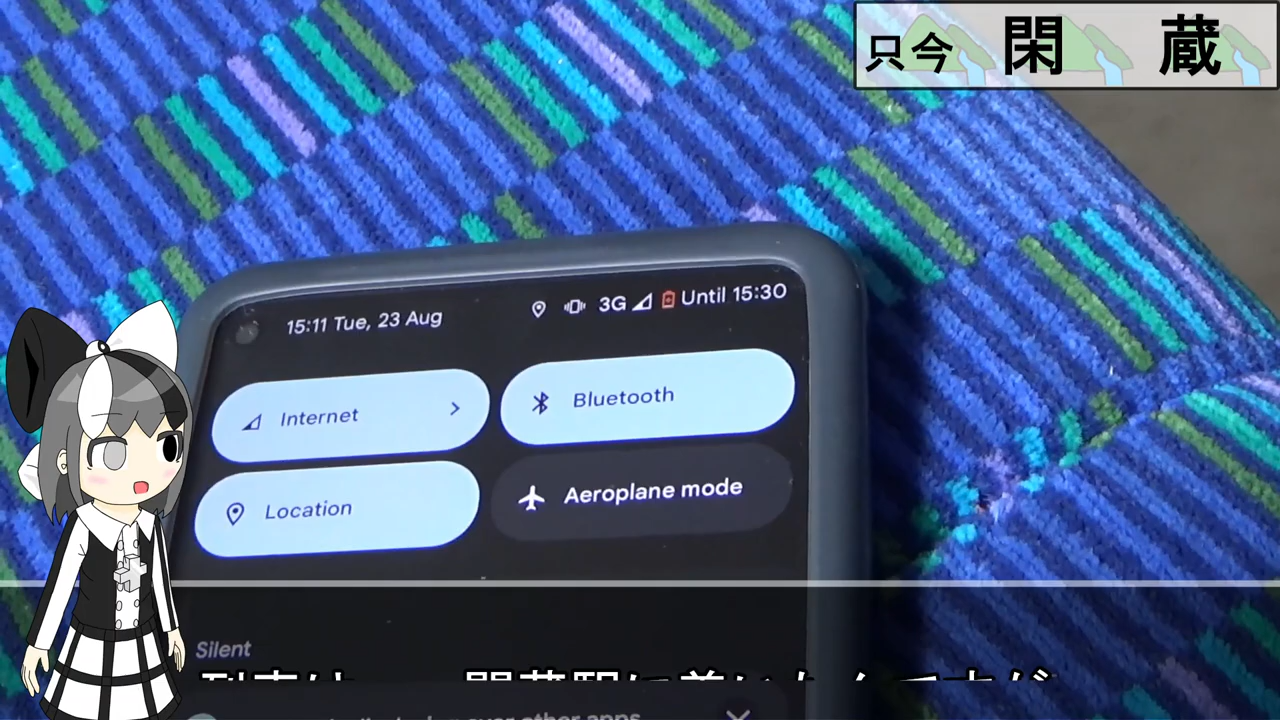 只今 閑 蔵
15:11 Tue, 23 Aug
3G Until 15:30
Internet
Bluetooth
Location
Aeroplane mode
Silent
over other apps